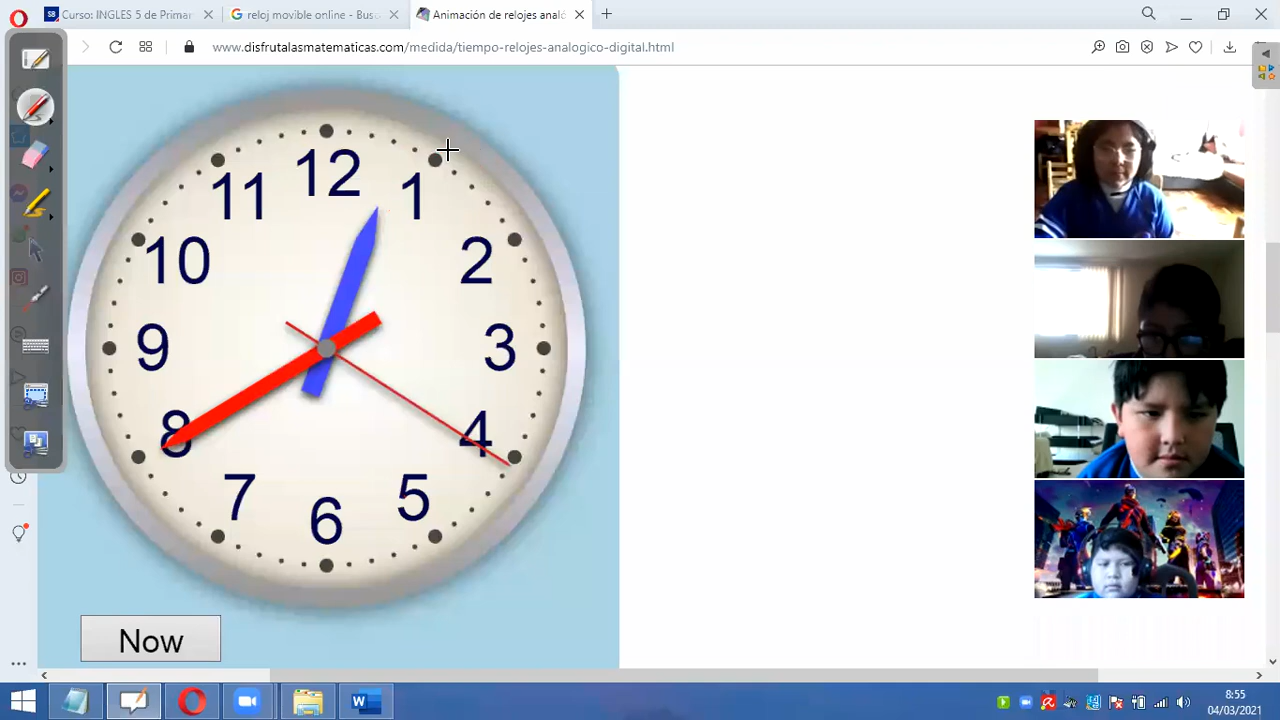 Curso: INGLES 5 de Primar
reloj movible online - Bus
Animación de relojes anal
www.disfrutalasmatematicas.com/medida/tiempo-relojes-analogico-digital.html
12
11
1
10
2
9
3
8
4
7
5
6
Now
8:55
04/03/2021